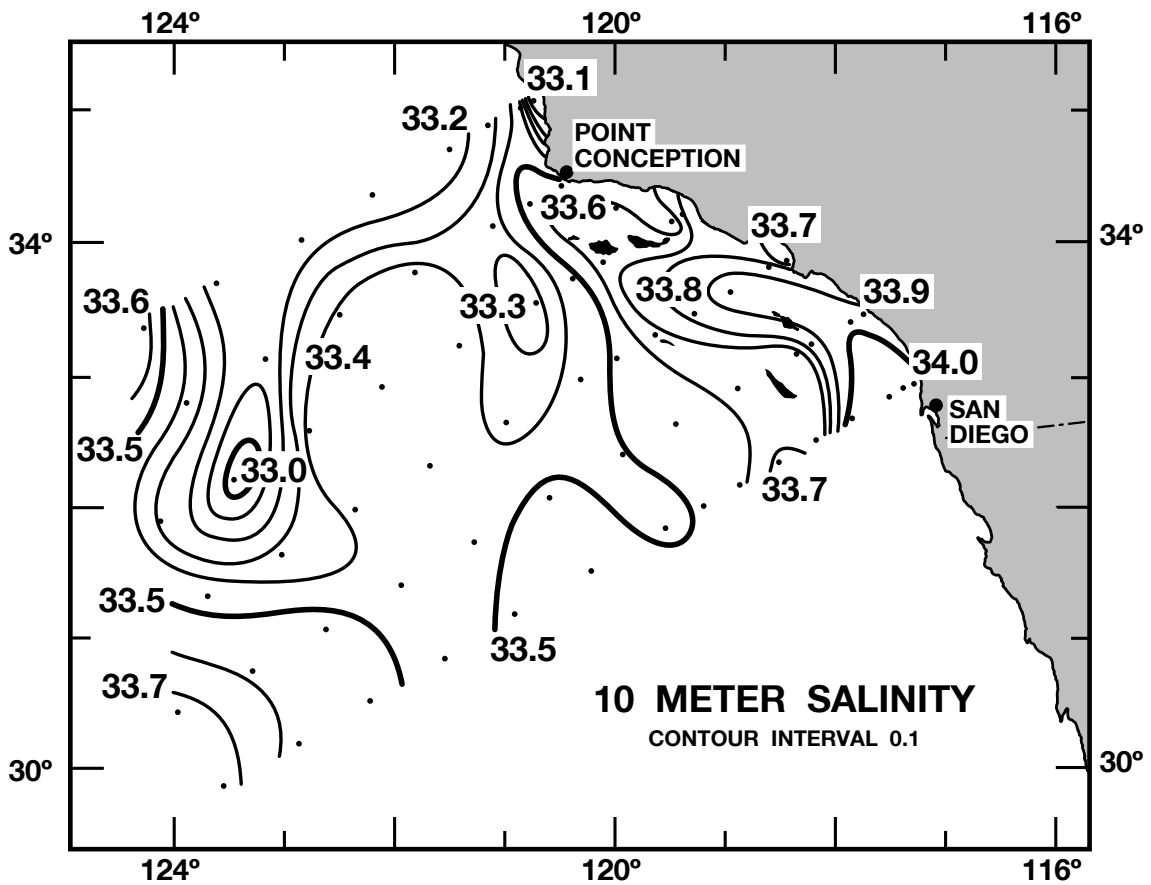 124º 120º 116º
33.1
33.2
POINT
CONCEPTION
33.6
33.7
34º 34º
33.8 33.9
33.6 33.3
33.4
34.0
SAN
DIEGO
33.5
33.0
33.7
33.5
33.5
33.7
10 METER SALINITY
CONTOUR INTERVAL 0.1
30º 30º
124º 120º 116º